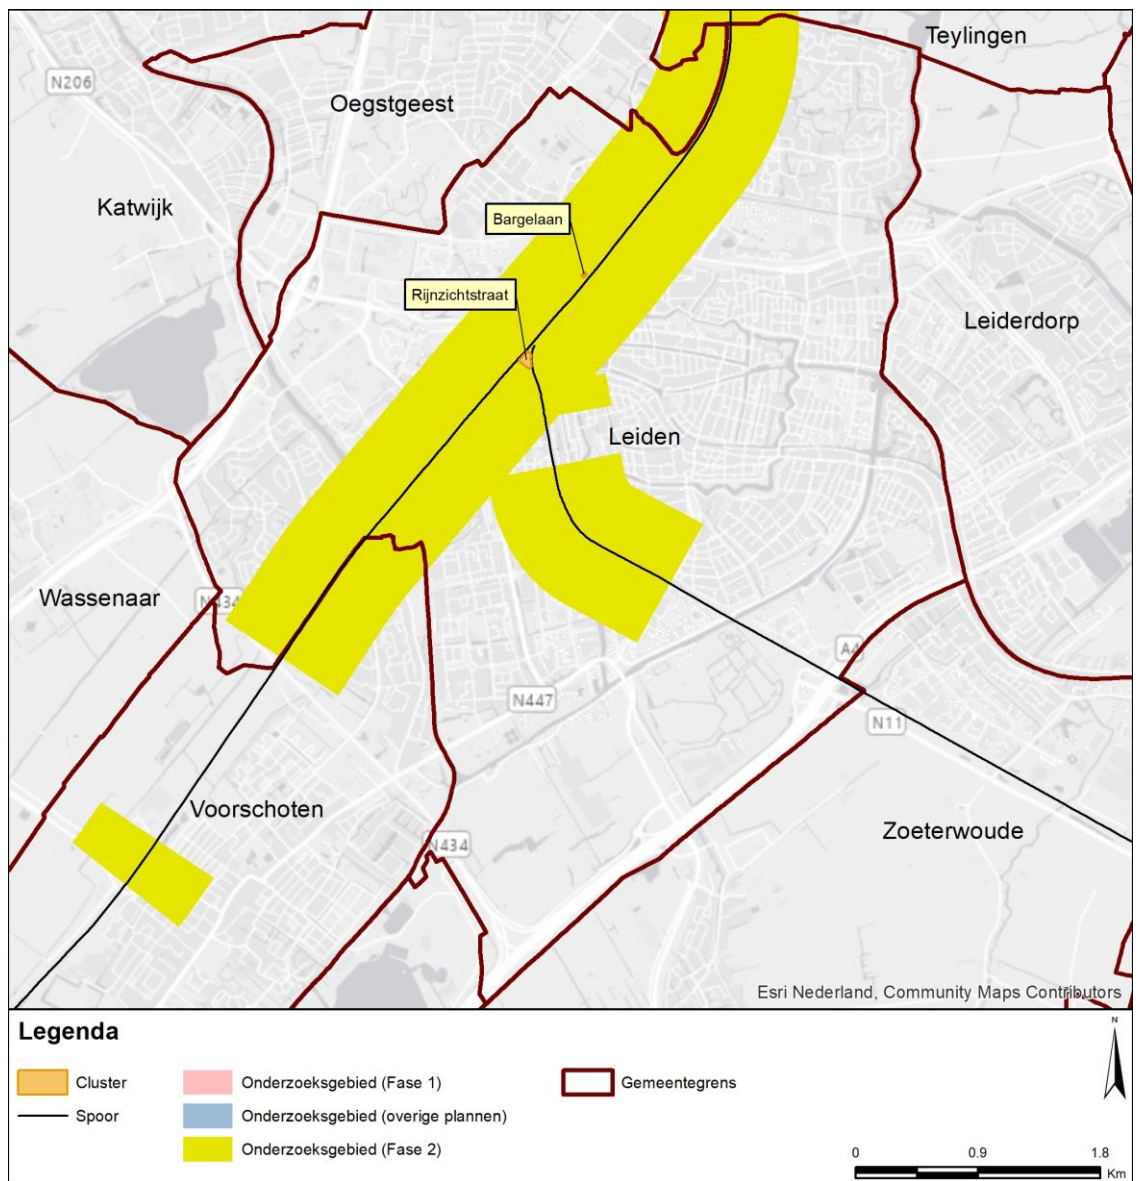 Teylingen
N206
Oegstgeest
Katwijk
Bargelaan
Rijnzichtstraat
Leiderdorp
Leiden
Wassenaar
N434
A4
N447
N11
Voorschoten
Zoeterwoude
N434
Esri Nederland, Community Maps Contributors
Legenda
N
Cluster
Onderzoeksgebied (Fase 1)
Gemeentegrens
Spoor
Onderzoeksgebied (overige plannen)
Onderzoeksgebied (Fase 2)
0 0.9 1.8
Km